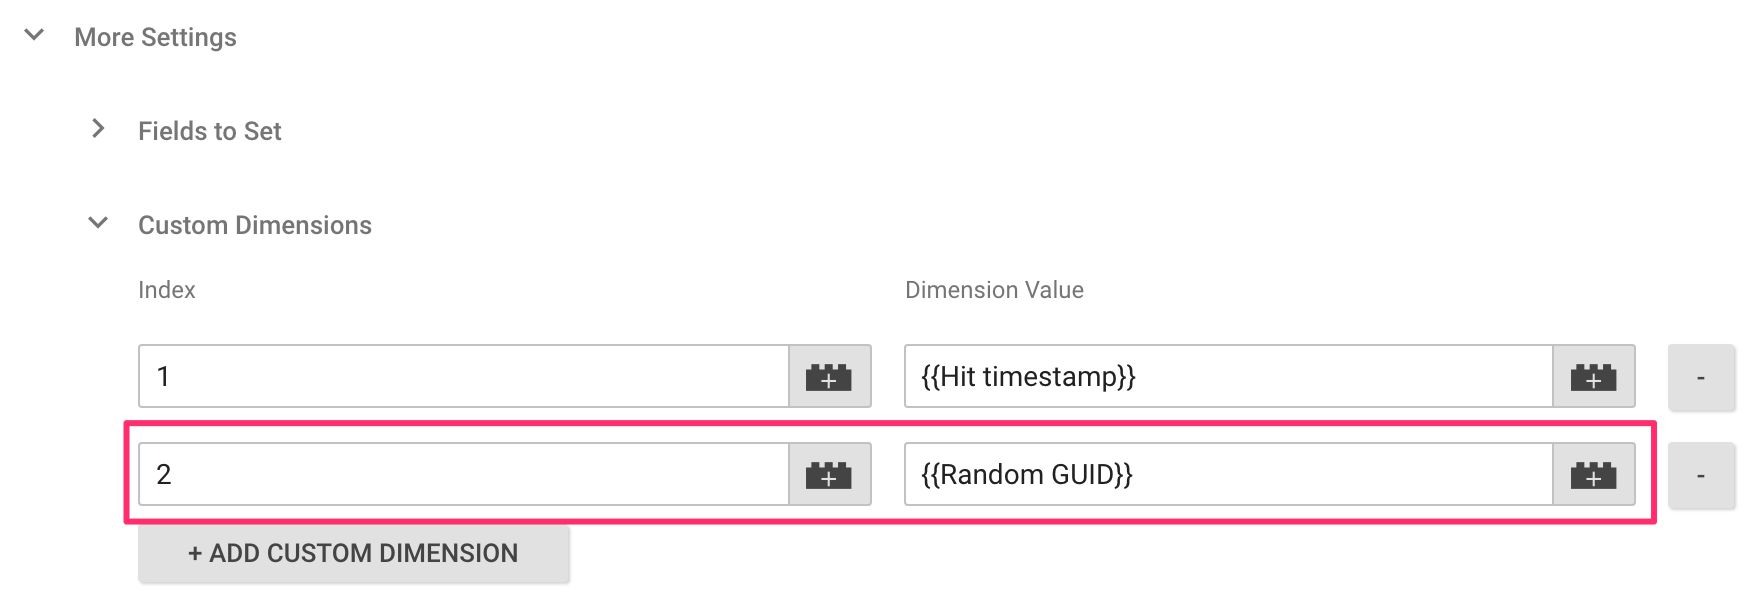 More Settings
Fields to Set
Custom Dimensions
Index Dimension Value
1 {{Hit timestamp}} -
2 {{Random GUID}} -
+ ADD CUSTOM DIMENSION